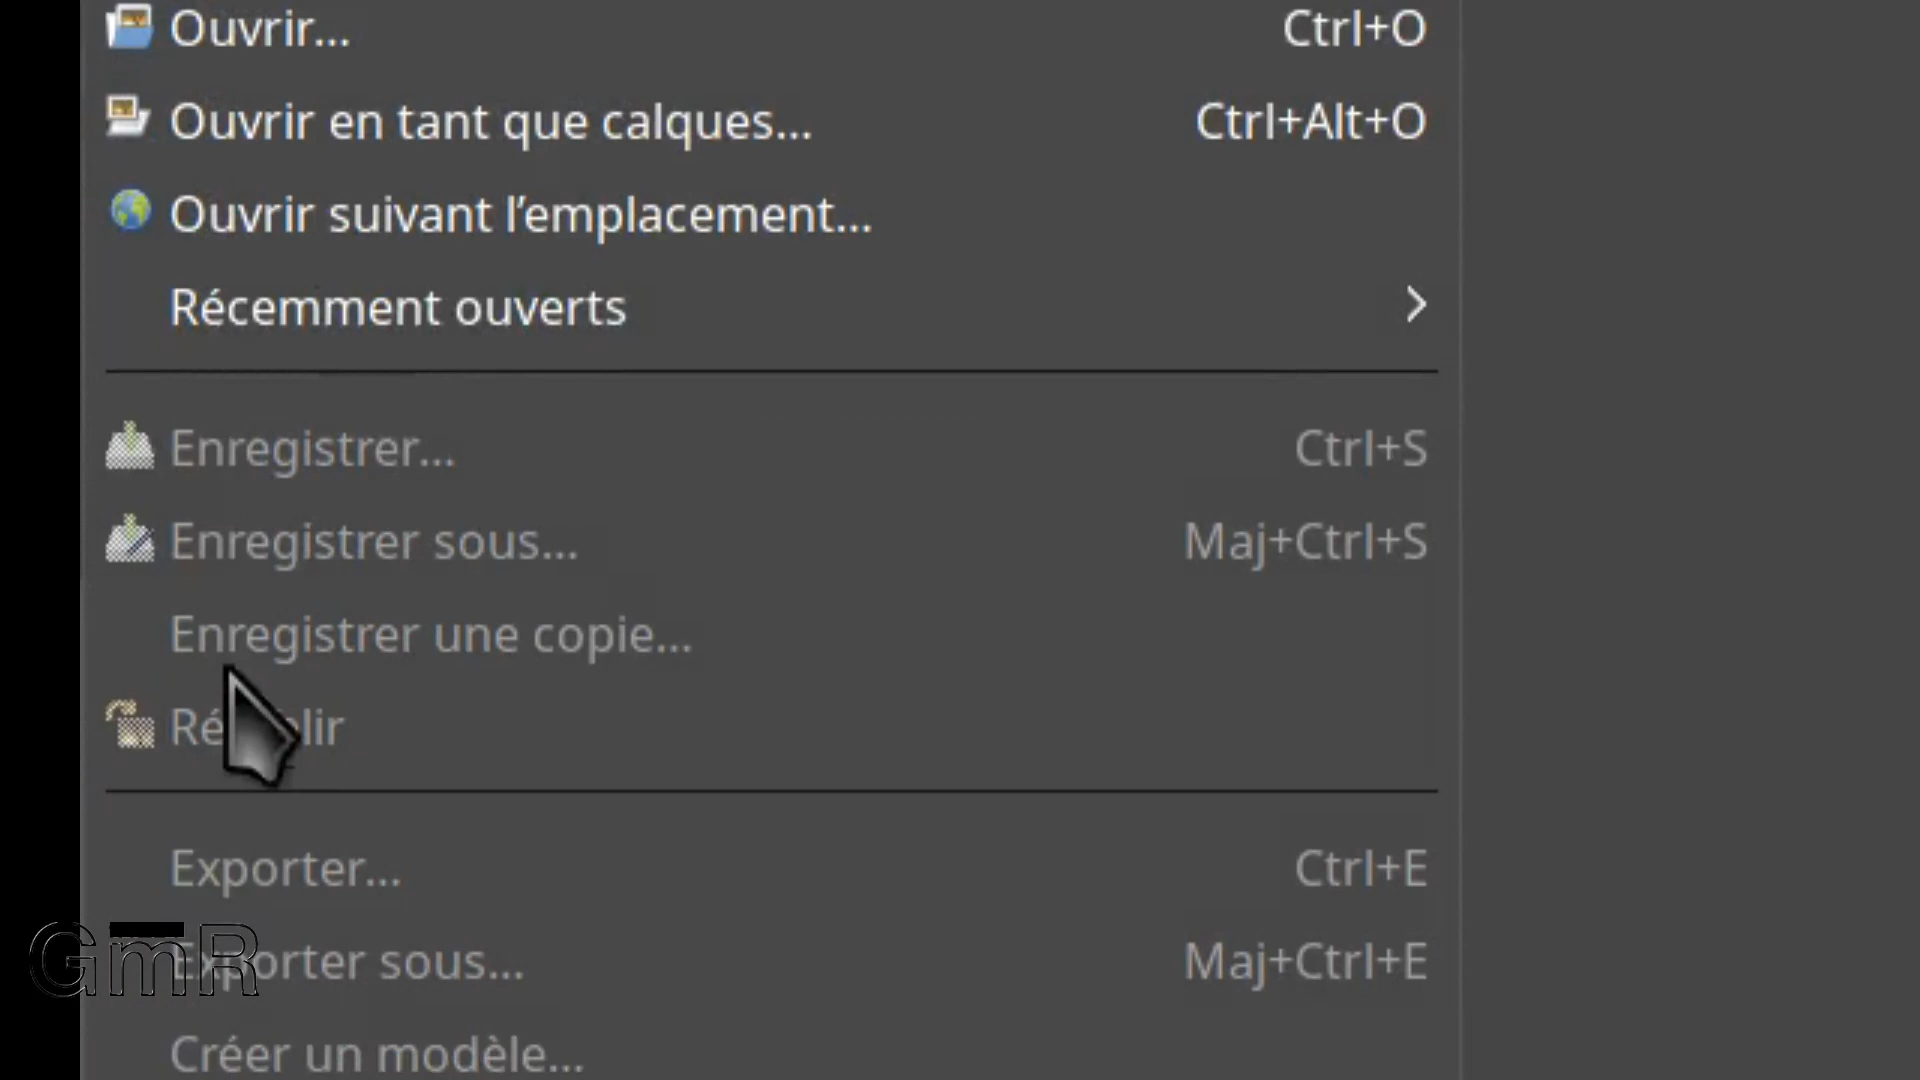 Ouvrir... Ctrl+O
Ouvrir en tant que calques... Ctrl+Alt+O
Ouvrir suivant l’emplacement...
Récemment ouverts
Enregistrer... Ctrl+S
Enregistrer sous... Maj+Ctrl+S
Enregistrer une copie...
Exporter... Ctrl+E
Exporter sous... Maj+Ctrl+E
GmR
Créer un modèle...